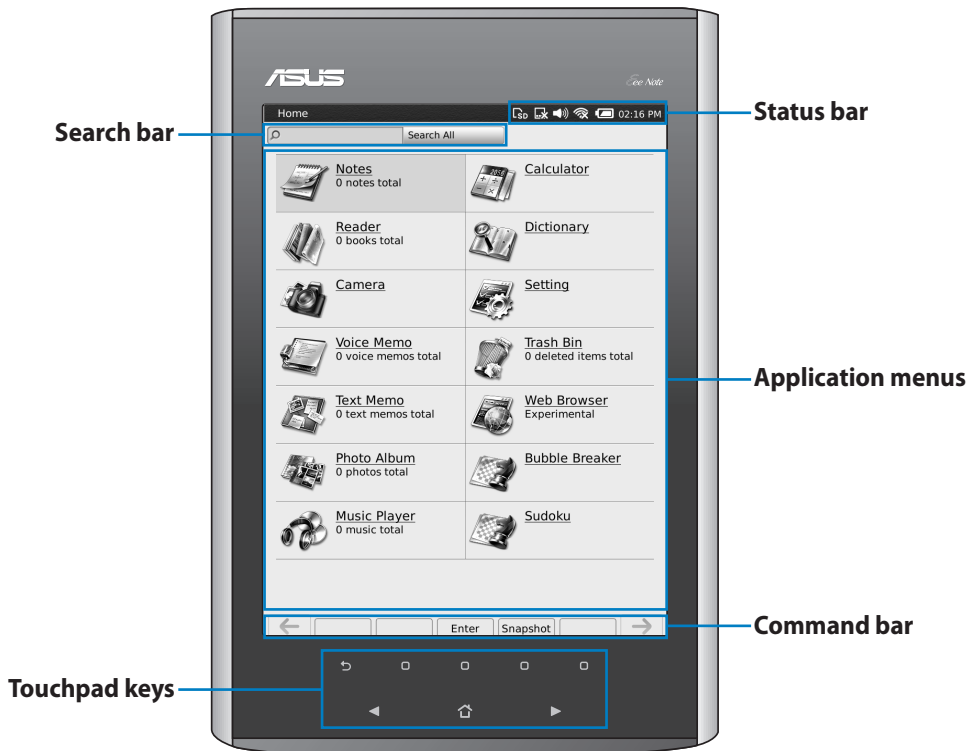 ASUS
Eee Note
Home
SD
02:16 PM
Status bar
Search bar
Search All
Notes
0 notes total
Calculator
Reader
0 books total
Dictionary
Camera
Setting
Voice Memo
0 voice memos total
Trash Bin
0 deleted items total
Application menus
Text Memo
0 text memos total
Web Browser
Experimental
Photo Album
0 photos total
Bubble Breaker
Music Player
0 music total
Sudoku
Enter
Snapshot
Command bar
Touchpad keys